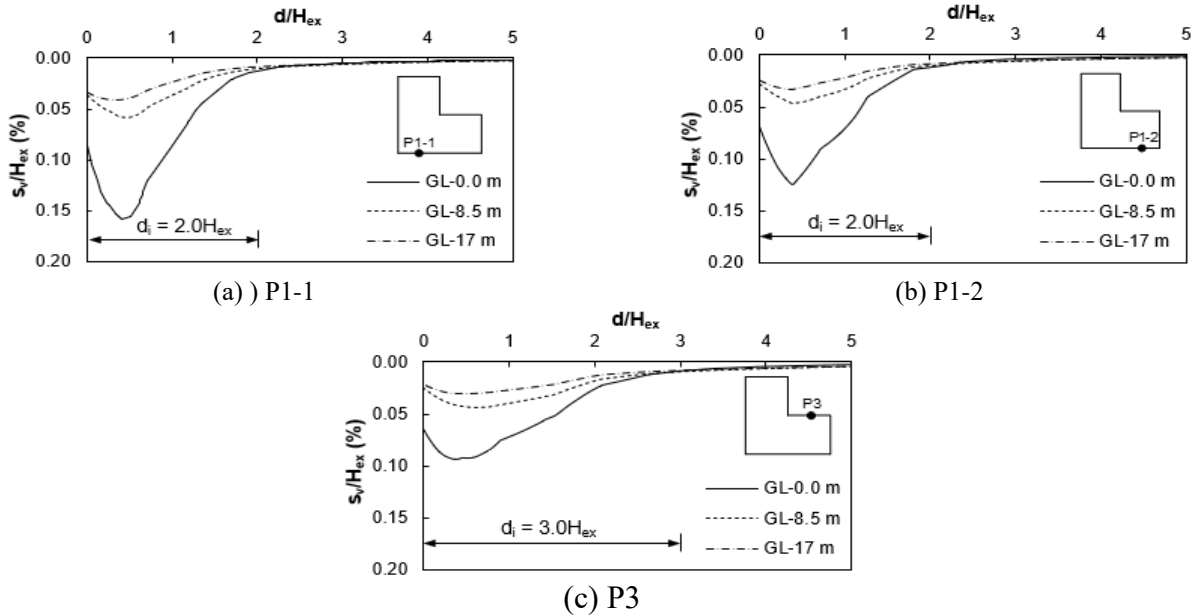 d/Hex
0 1 2 3 4 5
0.00
0.05
0.10
0.15
0.20
sv/Hex (%)
P1-1
GL-0.0 m
GL-8.5 m
GL-17 m
di = 2.0Hex
(a) ) P1-1
d/Hex
0 1 2 3 4 5
0.00
0.05
0.10
0.15
0.20
sv/Hex (%)
P1-2
GL-0.0 m
GL-8.5 m
GL-17 m
di = 2.0Hex
(b) P1-2
d/Hex
0 1 2 3 4 5
0.00
0.05
0.10
0.15
0.20
sv/Hex (%)
P3
GL-0.0 m
GL-8.5 m
GL-17 m
di = 3.0Hex
(c) P3